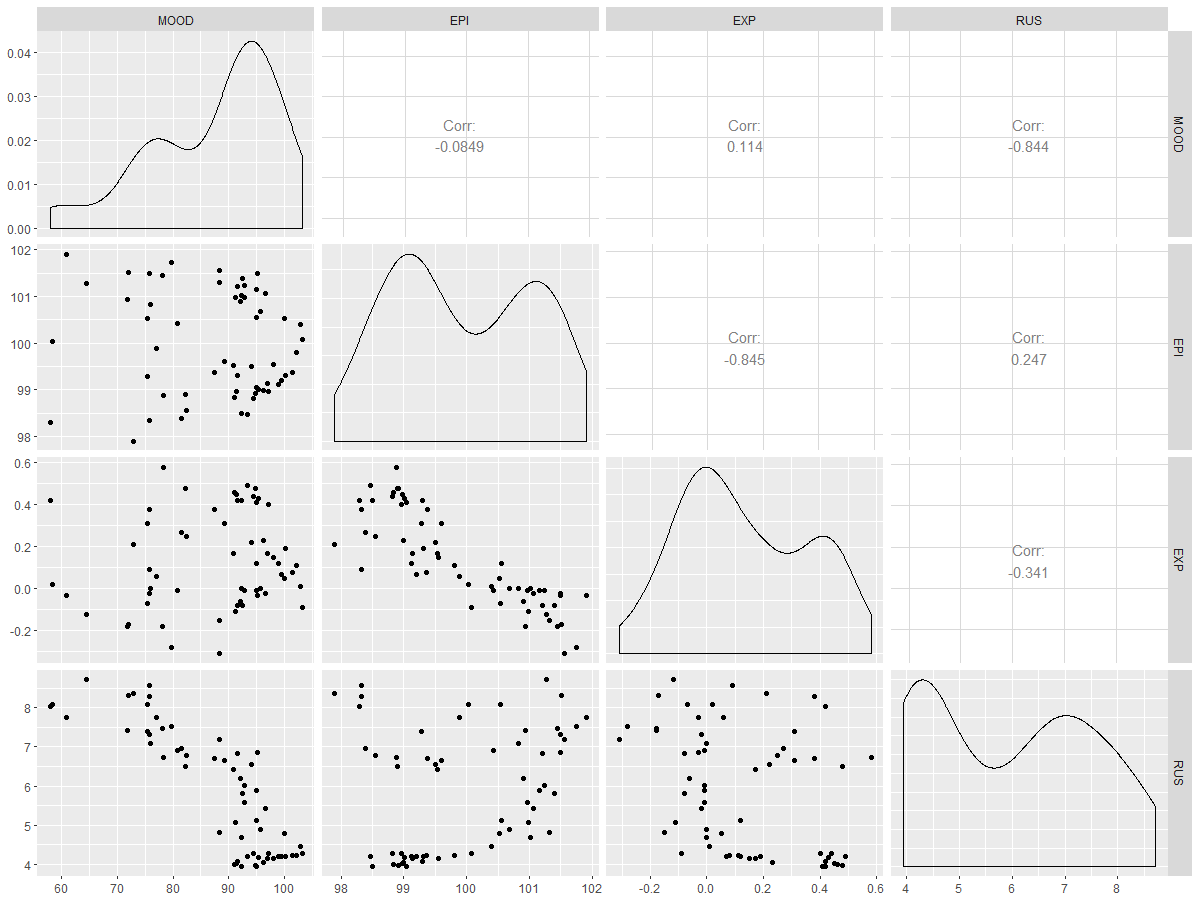 MOOD EPI EXP RUS
0.04
0.03
0.02
0.01
0.00
Corr:
-0.0849
Corr:
0.114
Corr:
-0.844
MOOD
102
101
100
99
98
Corr:
-0.845
Corr:
0.247
EPI
0.6
0.4
0.2
0.0
-0.2
Corr:
-0.341
EXP
8
7
6
5
4
RUS
60 70 80 90 100 98 99 100 101 102 -0.2 0.0 0.2 0.4 0.6 4 5 6 7 8